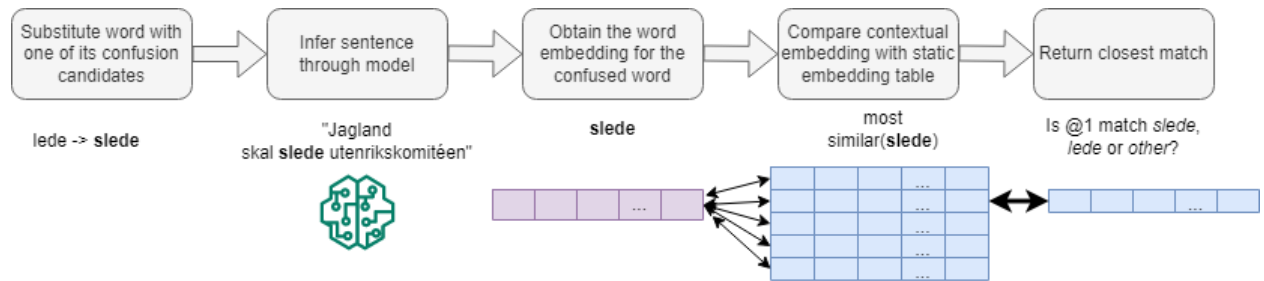 Substitute word with
one of its confusion
candidates
Infer sentence
through model
Obtain the word
embedding for the
confused word
Compare contextual
embedding with static
embedding table
Return closest match
lede -> slede
"Jagland
skal slede utenrikskomitéen"
slede
most
similar(slede)
Is @1 match slede,
lede or other?
...
...
...
...
...
...
...